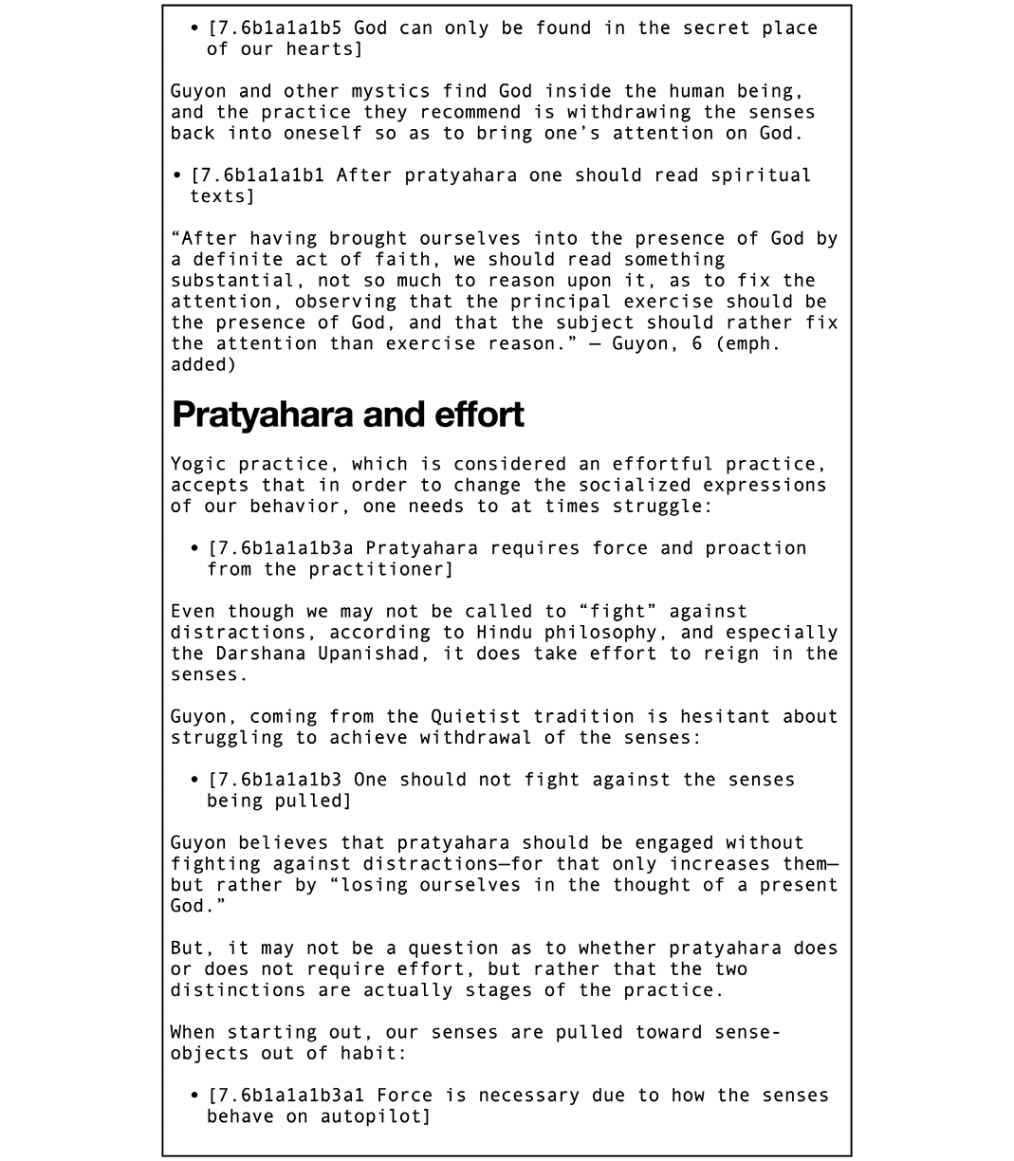 • [7.6b1a1a1b5 God can only be found in the secret place
of our hearts]
Guyon and other mystics find God inside the human being,
and the practice they recommend is withdrawing the senses
back into oneself so as to bring one’s attention on God.
• [7.6b1a1a1b1 After pratyahara one should read spiritual
texts]
“After having brought ourselves into the presence of God by
a definite act of faith, we should read something
substantial, not so much to reason upon it, as to fix the
attention, observing that the principal exercise should be
the presence of God, and that the subject should rather fix
the attention than exercise reason.” — Guyon, 6 (emph.
added)
Pratyahara and effort
Yogic practice, which is considered an effortful practice,
accepts that in order to change the socialized expressions
of our behavior, one needs to at times struggle:
• [7.6b1a1a1b3a Pratyahara requires force and proaction
from the practitioner]
Even though we may not be called to “fight” against
distractions, according to Hindu philosophy, and especially
the Darshana Upanishad, it does take effort to reign in the
senses.
Guyon, coming from the Quietist tradition is hesitant about
struggling to achieve withdrawal of the senses:
• [7.6b1a1a1b3 One should not fight against the senses
being pulled]
Guyon believes that pratyahara should be engaged without
fighting against distractions—for that only increases them—
but rather by “losing ourselves in the thought of a present
God.”
But, it may not be a question as to whether pratyahara does
or does not require effort, but rather that the two
distinctions are actually stages of the practice.
When starting out, our senses are pulled toward sense-
objects out of habit:
• [7.6b1a1a1b3a1 Force is necessary due to how the senses
behave on autopilot]